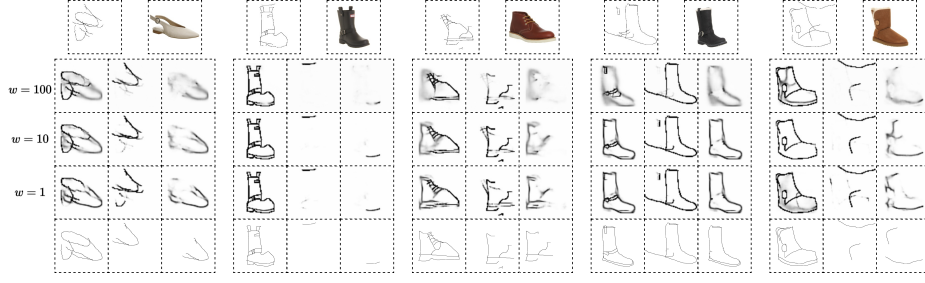 w = 100
w = 10
w = 1